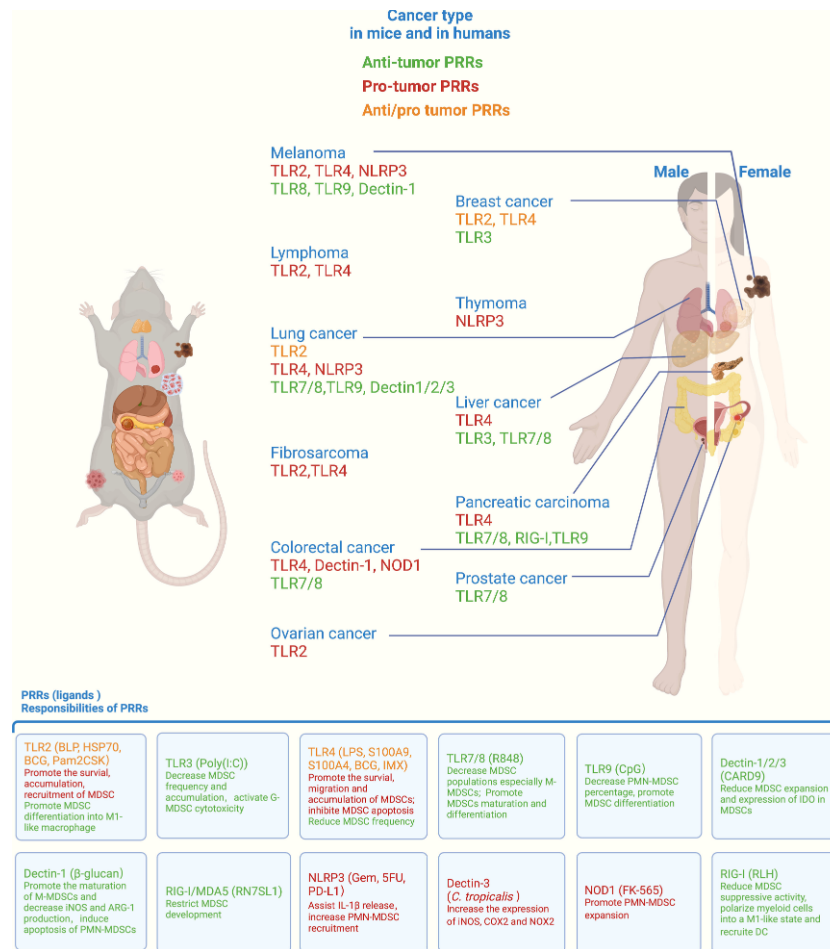 Cancer type
in mice and in humans
Anti-tumor PRRs
Pro-tumor PRRs
Anti/pro tumor PRRs
Melanoma
TLR2, TLR4, NLRP3
TLR8, TLR9, Dectin-1
Male
Female
Breast cancer
TLR2, TLR4
TLR3
Lymphoma
TLR2, TLR4
Thymoma
NLRP3
Lung cancer
TLR2
TLR4, NLRP3
TLR7/8,TLR9, Dectin1/2/3
Liver cancer
TLR4
TLR3, TLR7/8
Fibrosarcoma
TLR2,TLR4
Pancreatic carcinoma
TLR4
TLR7/8, RIG-I,TLR9
Colorectal cancer
TLR4, Dectin-1, NOD1
TLR7/8
Prostate cancer
TLR7/8
Ovarian cancer
TLR2
PRRs (ligands )
Responsibilities of PRRs
TLR2 (BLP, HSP70,
BCG, Pam2CSK)
Promote the survial,
accumulation,
recruitment of MDSC
Promote MDSC
differentiation into M1-
like macrophage
TLR3 (Poly(I:C))
Decrease MDSC
frequency and
accumulation, activate G-
MDSC cytotoxicity
TLR4 (LPS, S100A9,
S100A4, BCG, IMX)
Promote the survial,
migration and
accumulation of MDSCs;
inhibite MDSC apoptosis
Reduce MDSC frequency
TLR7/8 (R848)
Decrease MDSC
populations especially M-
MDSCs; Promote
MDSCs maturation and
differentiation
TLR9 (CpG)
Decrease PMN-MDSC
percentage, promote
MDSC differentiation
Dectin-1/2/3
(CARD9)
Reduce MDSC expansion
and expression of IDO in
MDSCs
Dectin-1 (β-glucan)
Promote the maturation
of M-MDSCs and
decrease iNOS and ARG-1
production, induce
apoptosis of PMN-MDSCs
RIG-I/MDA5 (RN7SL1)
Restrict MDSC
development
NLRP3 (Gem, 5FU,
PD-L1)
Assist IL-1β release,
increase PMN-MDSC
recruitment
Dectin-3
(C. tropicalis )
Increase the expression
of iNOS, COX2 and NOX2
NOD1 (FK-565)
Promote PMN-MDSC
expansion
RIG-I (RLH)
Reduce MDSC
suppressive activity,
polarize myeloid cells
into a M1-like state and
recruite DC